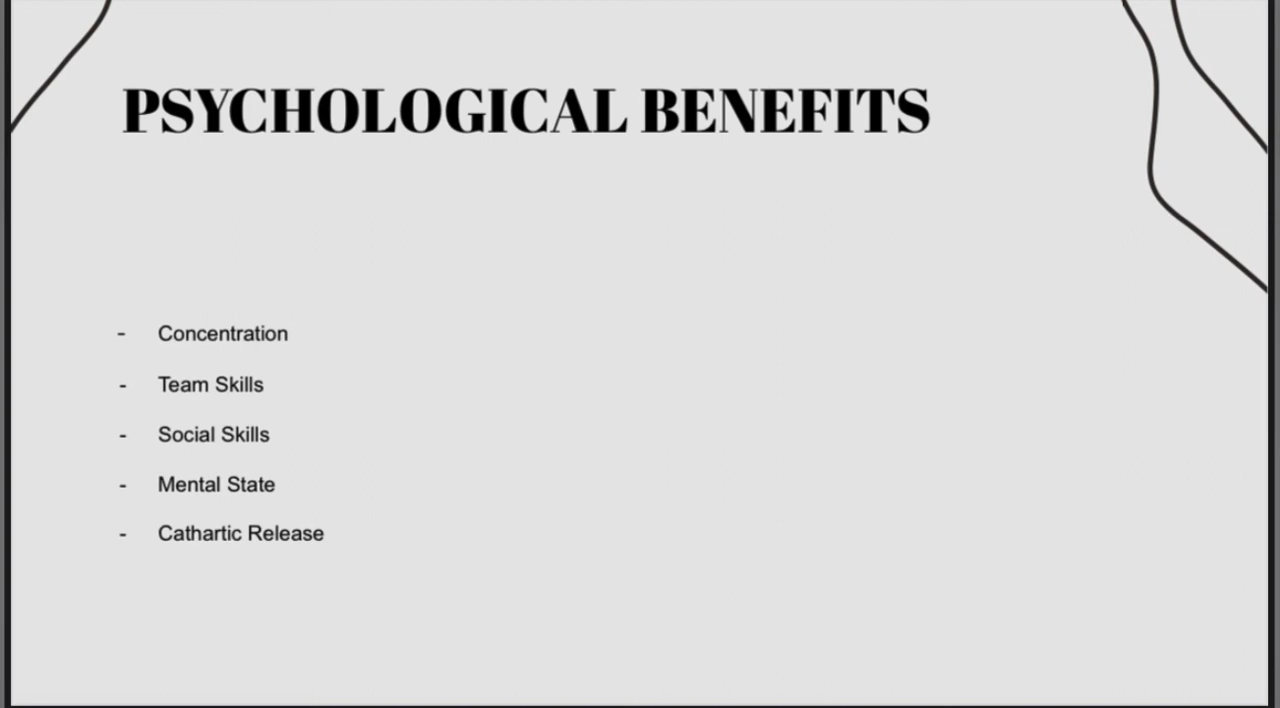 PSYCHOLOGICAL BENEFITS
- Concentration
- Team Skills
- Social Skills
- Mental State
- Cathartic Release